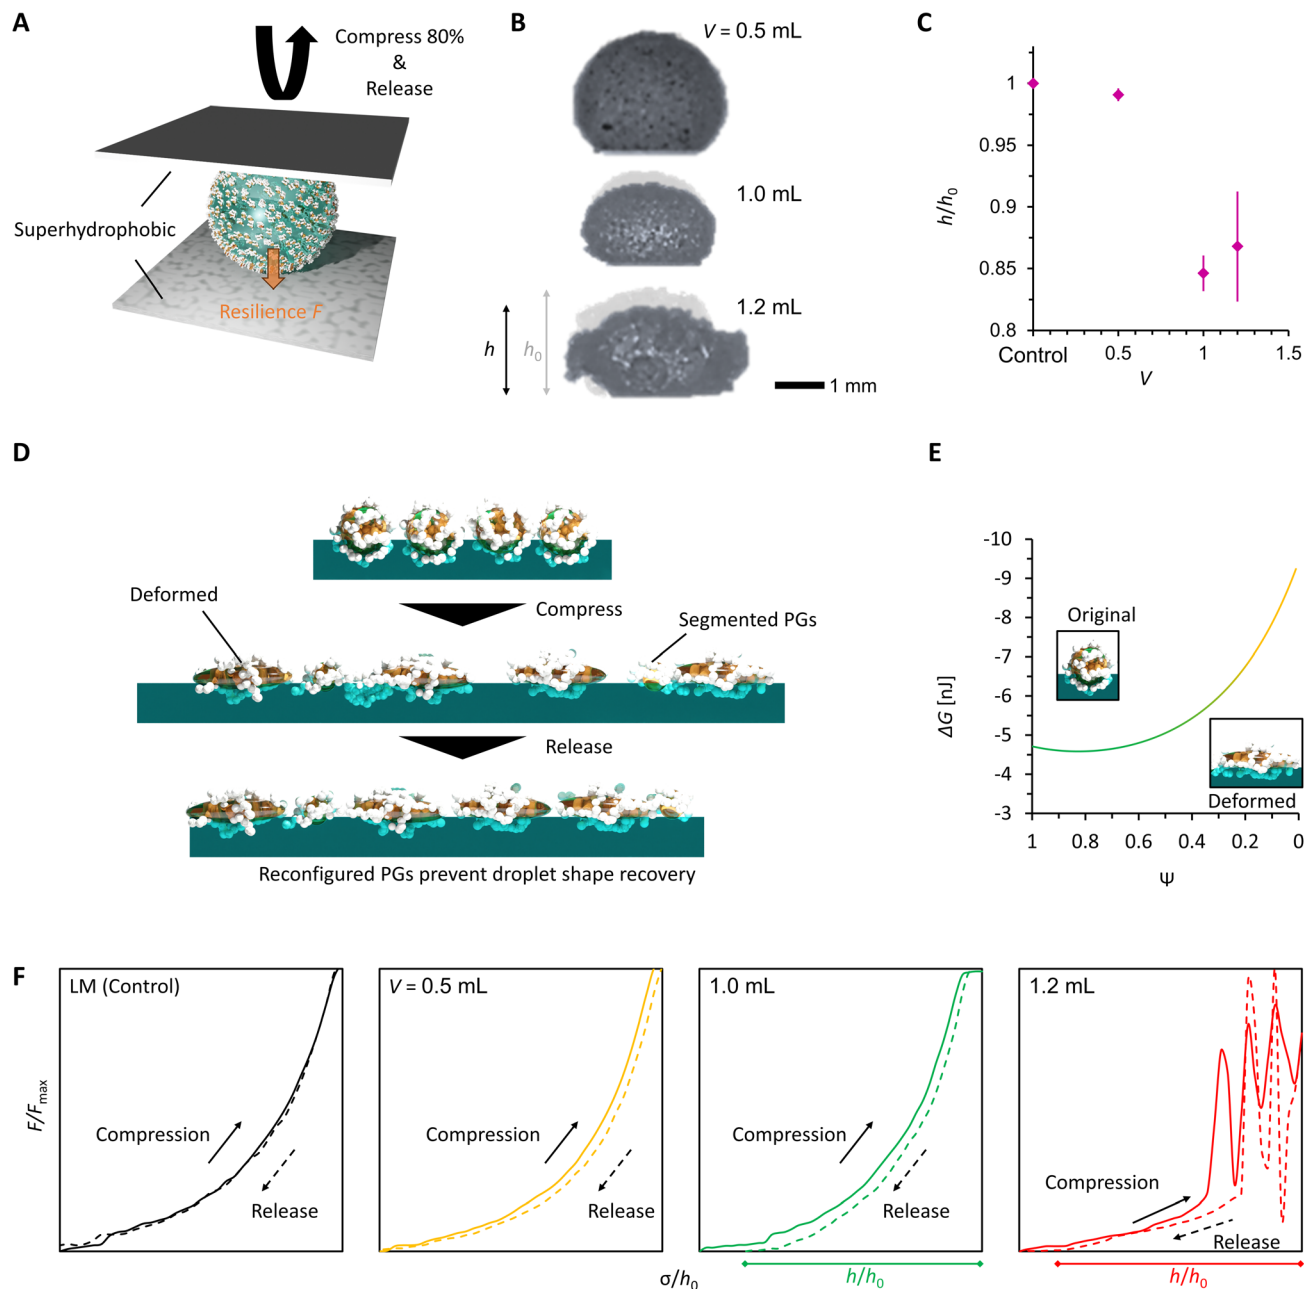 A
Compress 80%
&
Release
Superhydrophobic
Resilience F
B
V = 0.5 mL
1.0 mL
1.2 mL
h
h₀
1 mm
C
h/h₀
1
0.95
0.9
0.85
0.8
Control
0.5
1
1.5
V
D
Deformed
Compress
Segmented PGs
Release
Reconfigured PGs prevent droplet shape recovery
E
ΔG [nJ]
-10
-9
-8
-7
-6
-5
-4
-3
Original
Deformed
1
0.8
0.6
0.4
0.2
0
Ψ
F
F/Fmax
LM (Control)
Compression
Release
V = 0.5 mL
Compression
Release
1.0 mL
Compression
Release
1.2 mL
Compression
Release
σ/h₀
h/h₀
h/h₀